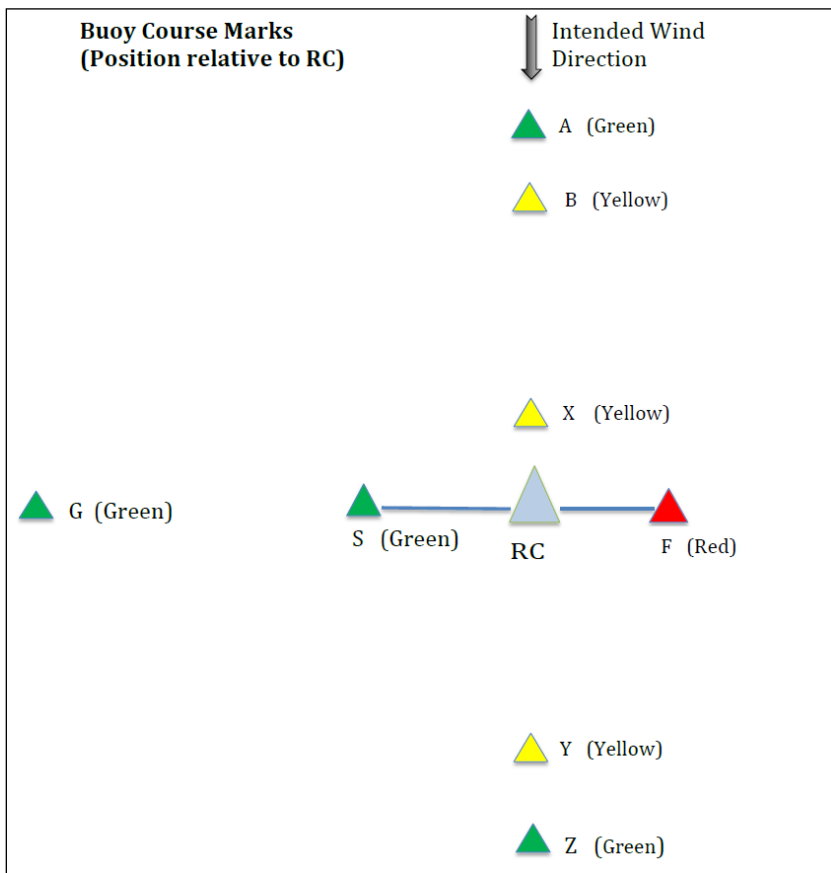 Buoy Course Marks
(Position relative to RC)
Intended Wind
Direction
A (Green)
B (Yellow)
X (Yellow)
G (Green)
S (Green)
RC
F (Red)
Y (Yellow)
Z (Green)